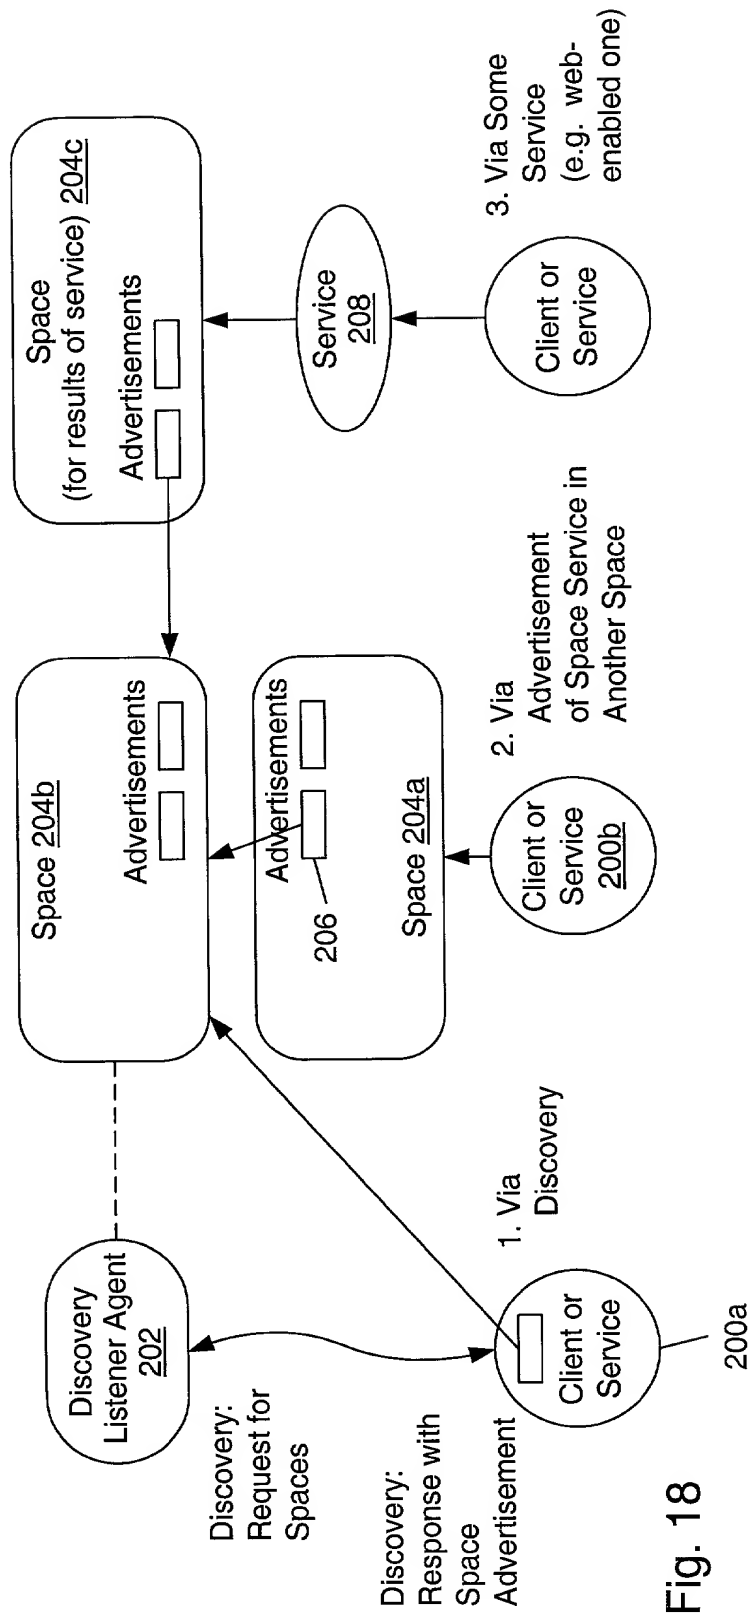 Discovery
Listener Agent
202
Space 204b
Advertisements
Space
(for results of service) 204c
Advertisements
Discovery:
Request for
Spaces
Discovery:
Response with
Space
Advertisement
Advertisements
206
Space 204a
Service
208
Client or
Service
200a
1. Via
Discovery
Client or
Service
200b
2. Via
Advertisement
of Space Service in
Another Space
Client or
Service
3. Via Some
Service
(e.g. web-
enabled one)
Fig. 18